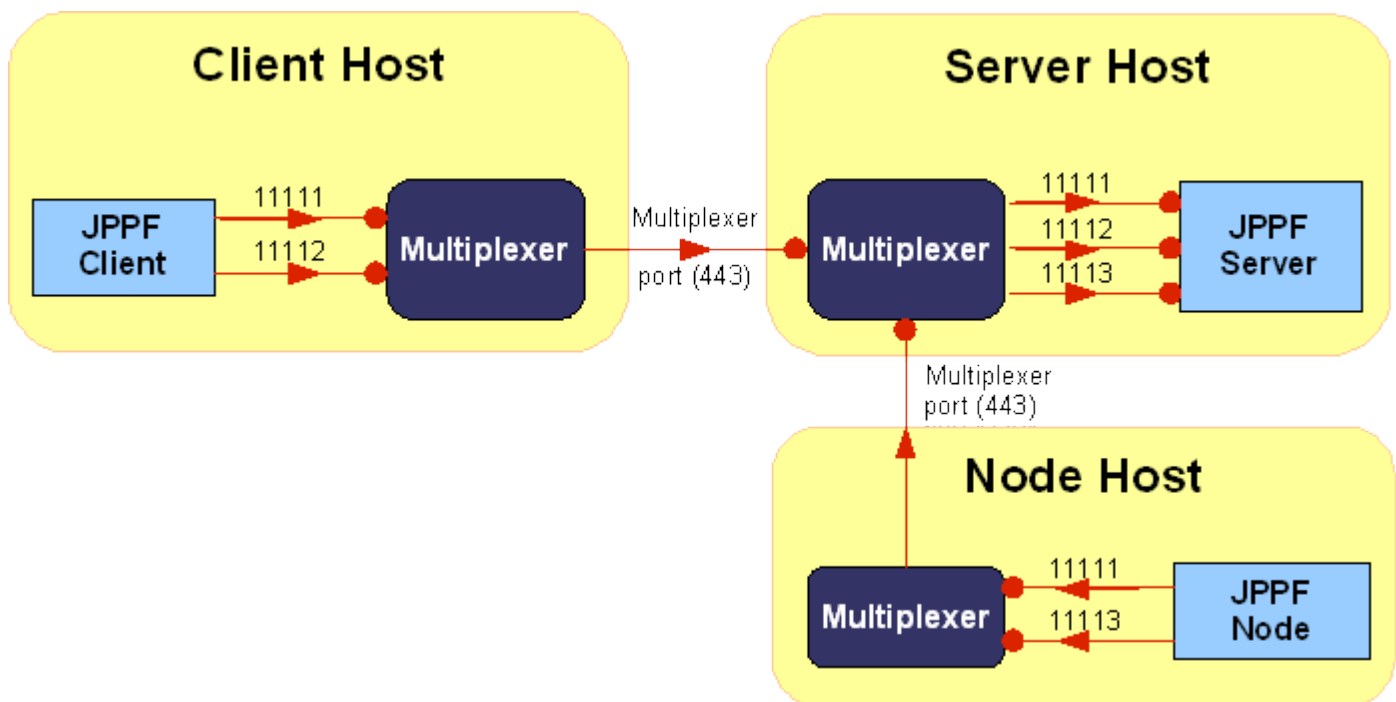 Client Host
11111
11112
JPPF
Client
Multiplexer
Multiplexer
port (443)
Server Host
Multiplexer
11111
11112
11113
JPPF
Server
Multiplexer
port (443)
Node Host
Multiplexer
11111
11113
JPPF
Node